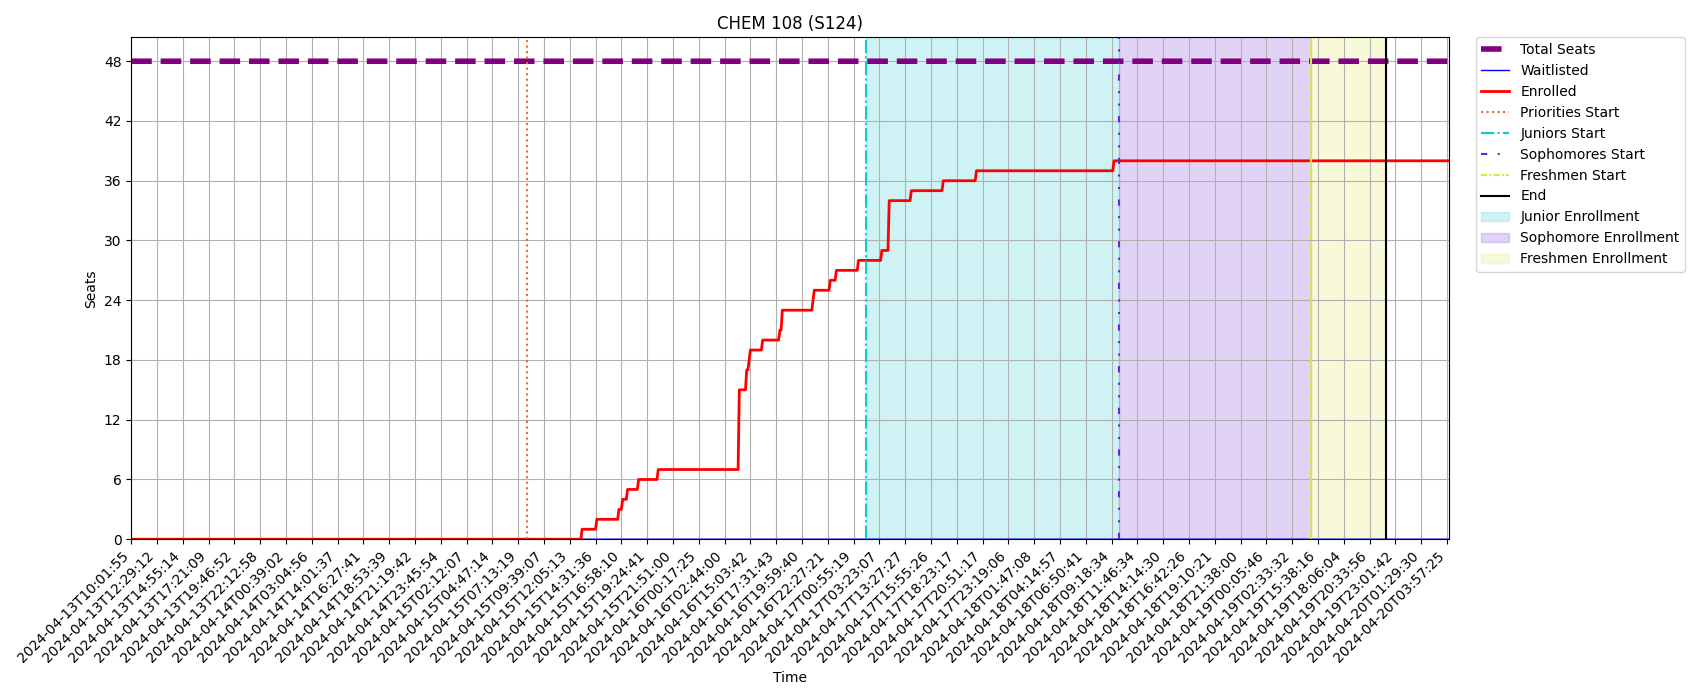 CHEM 108 (S124)
Total Seats
Waitlisted
Enrolled
Priorities Start
Juniors Start
Sophomores Start
Freshmen Start
End
Junior Enrollment
Sophomore Enrollment
Freshmen Enrollment
Seats
48
42
36
30
24
18
12
6
0
2024-04-13T10:01:55
2024-04-13T12:29:12
2024-04-13T14:55:14
2024-04-13T17:21:09
2024-04-13T19:46:52
2024-04-13T22:12:58
2024-04-14T00:39:02
2024-04-14T03:04:56
2024-04-14T14:01:37
2024-04-14T16:27:41
2024-04-14T18:53:39
2024-04-14T21:19:42
2024-04-14T23:45:54
2024-04-15T02:12:07
2024-04-15T04:47:14
2024-04-15T07:13:19
2024-04-15T09:39:07
2024-04-15T12:05:13
2024-04-15T14:31:36
2024-04-15T16:58:10
2024-04-15T19:24:41
2024-04-15T21:51:00
2024-04-16T00:17:25
2024-04-16T02:44:00
2024-04-16T15:03:42
2024-04-16T17:31:43
2024-04-16T19:59:40
2024-04-16T22:27:21
2024-04-17T00:55:19
2024-04-17T03:23:07
2024-04-17T13:27:27
2024-04-17T15:55:26
2024-04-17T18:23:17
2024-04-17T20:51:17
2024-04-17T23:19:06
2024-04-18T01:47:08
2024-04-18T04:14:57
2024-04-18T06:50:41
2024-04-18T09:18:34
2024-04-18T11:46:34
2024-04-18T14:14:30
2024-04-18T16:42:26
2024-04-18T19:10:21
2024-04-18T21:38:00
2024-04-19T00:05:46
2024-04-19T02:33:32
2024-04-19T15:38:16
2024-04-19T18:06:04
2024-04-19T20:33:56
2024-04-19T23:01:42
2024-04-20T01:29:30
2024-04-20T03:57:25
Time